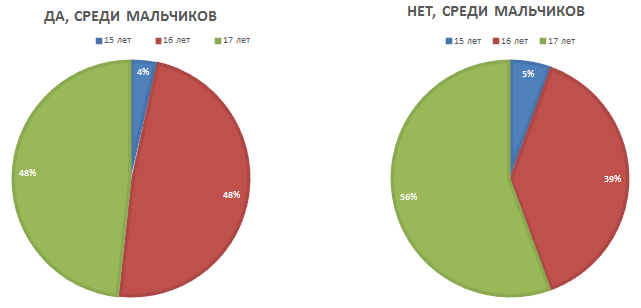 ДА, СРЕДИ МАЛЬЧИКОВ
15 лет 16 лет 17 лет
4%
48%
48%
НЕТ, СРЕДИ МАЛЬЧИКОВ
15 лет 16 лет 17 лет
5%
39%
56%